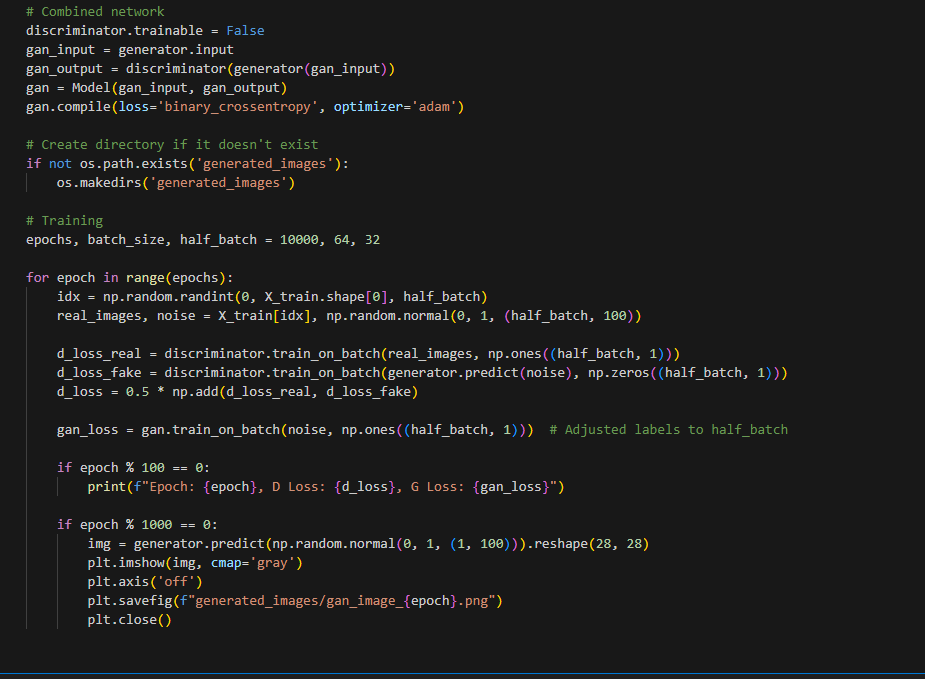 # Combined network
discriminator.trainable = False
gan_input = generator.input
gan_output = discriminator(generator(gan_input))
gan = Model(gan_input, gan_output)
gan.compile(loss='binary_crossentropy', optimizer='adam')

# Create directory if it doesn't exist
if not os.path.exists('generated_images'):
    os.makedirs('generated_images')

# Training
epochs, batch_size, half_batch = 10000, 64, 32

for epoch in range(epochs):
    idx = np.random.randint(0, X_train.shape[0], half_batch)
    real_images, noise = X_train[idx], np.random.normal(0, 1, (half_batch, 100))

    d_loss_real = discriminator.train_on_batch(real_images, np.ones((half_batch, 1)))
    d_loss_fake = discriminator.train_on_batch(generator.predict(noise), np.zeros((half_batch, 1)))
    d_loss = 0.5 * np.add(d_loss_real, d_loss_fake)

    gan_loss = gan.train_on_batch(noise, np.ones((half_batch, 1)))  # Adjusted labels to half_batch

    if epoch % 100 == 0:
        print(f"Epoch: {epoch}, D Loss: {d_loss}, G Loss: {gan_loss}")

    if epoch % 1000 == 0:
        img = generator.predict(np.random.normal(0, 1, (1, 100))).reshape(28, 28)
        plt.imshow(img, cmap='gray')
        plt.axis('off')
        plt.savefig(f"generated_images/gan_image_{epoch}.png")
        plt.close()